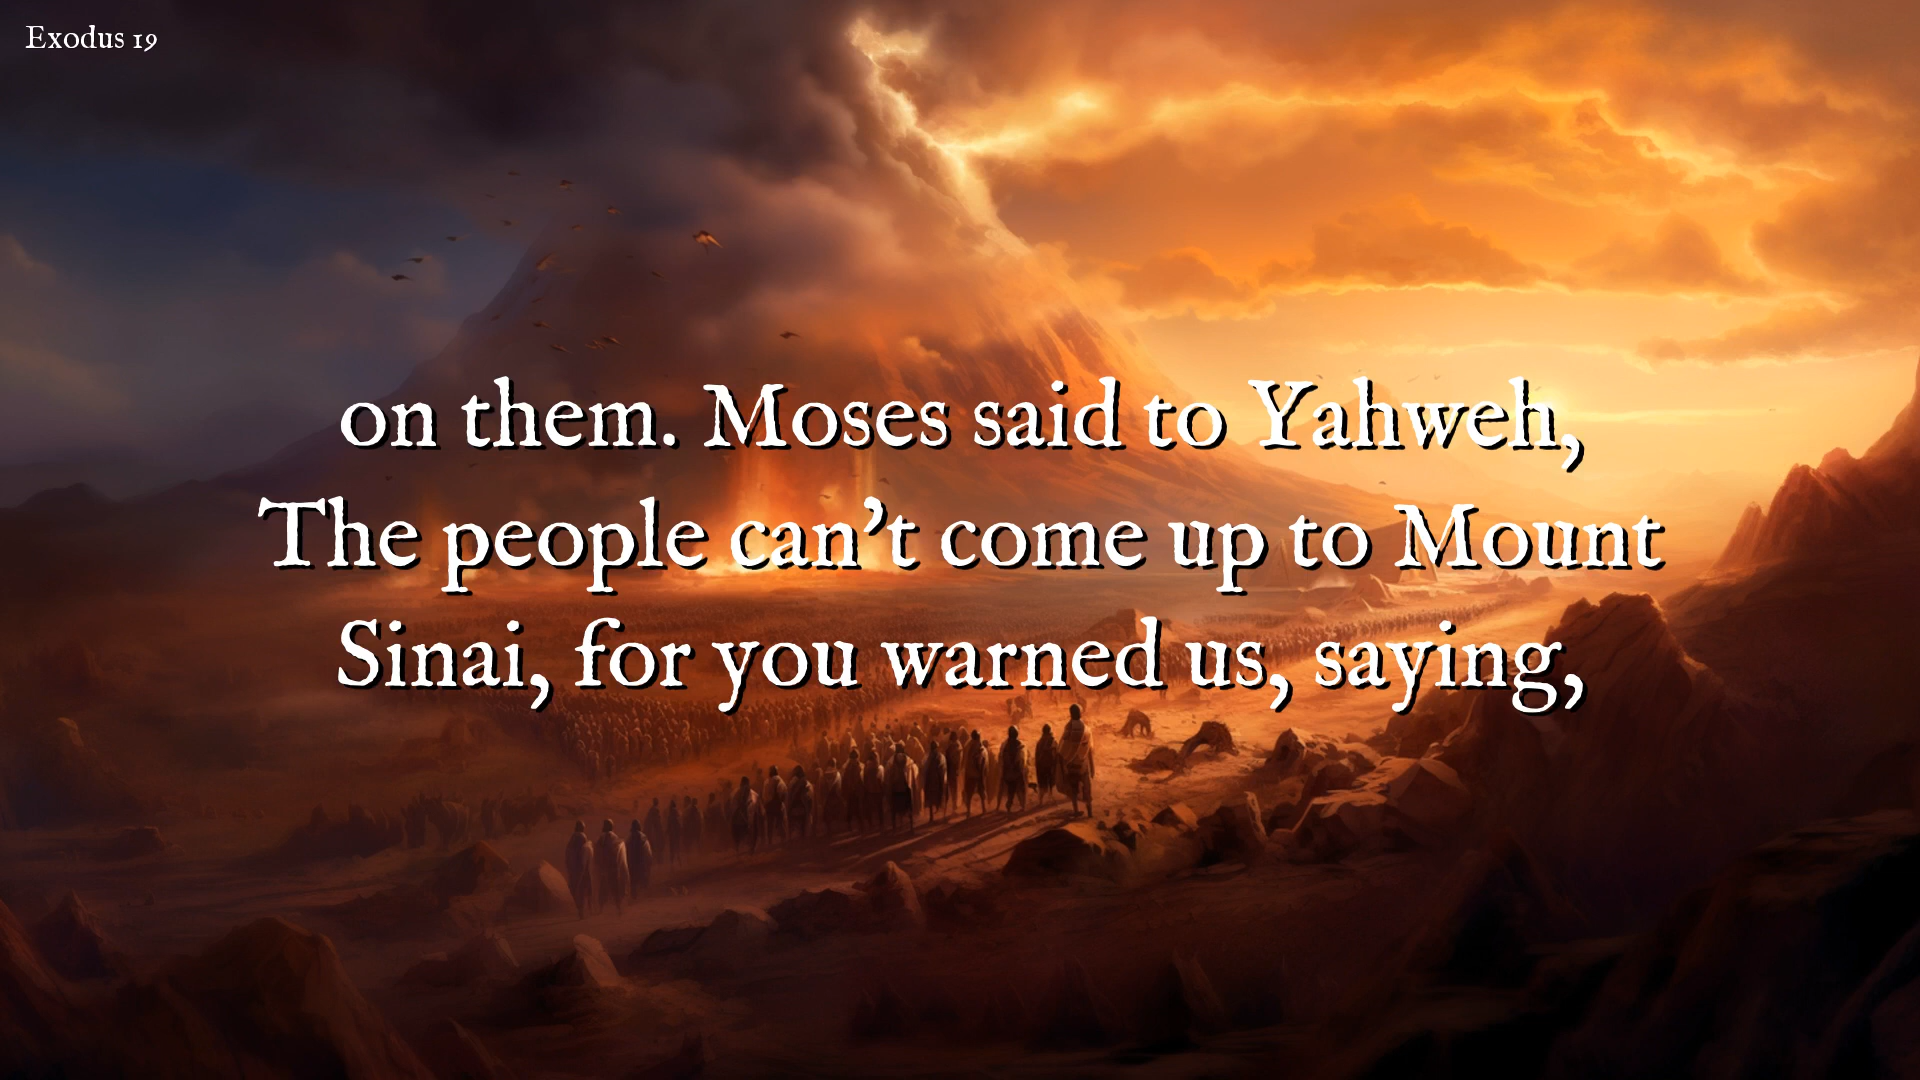 Exodus 19
on them. Moses said to Yahweh,
The people can’t come up to Mount
Sinai, for you warned us, saying,